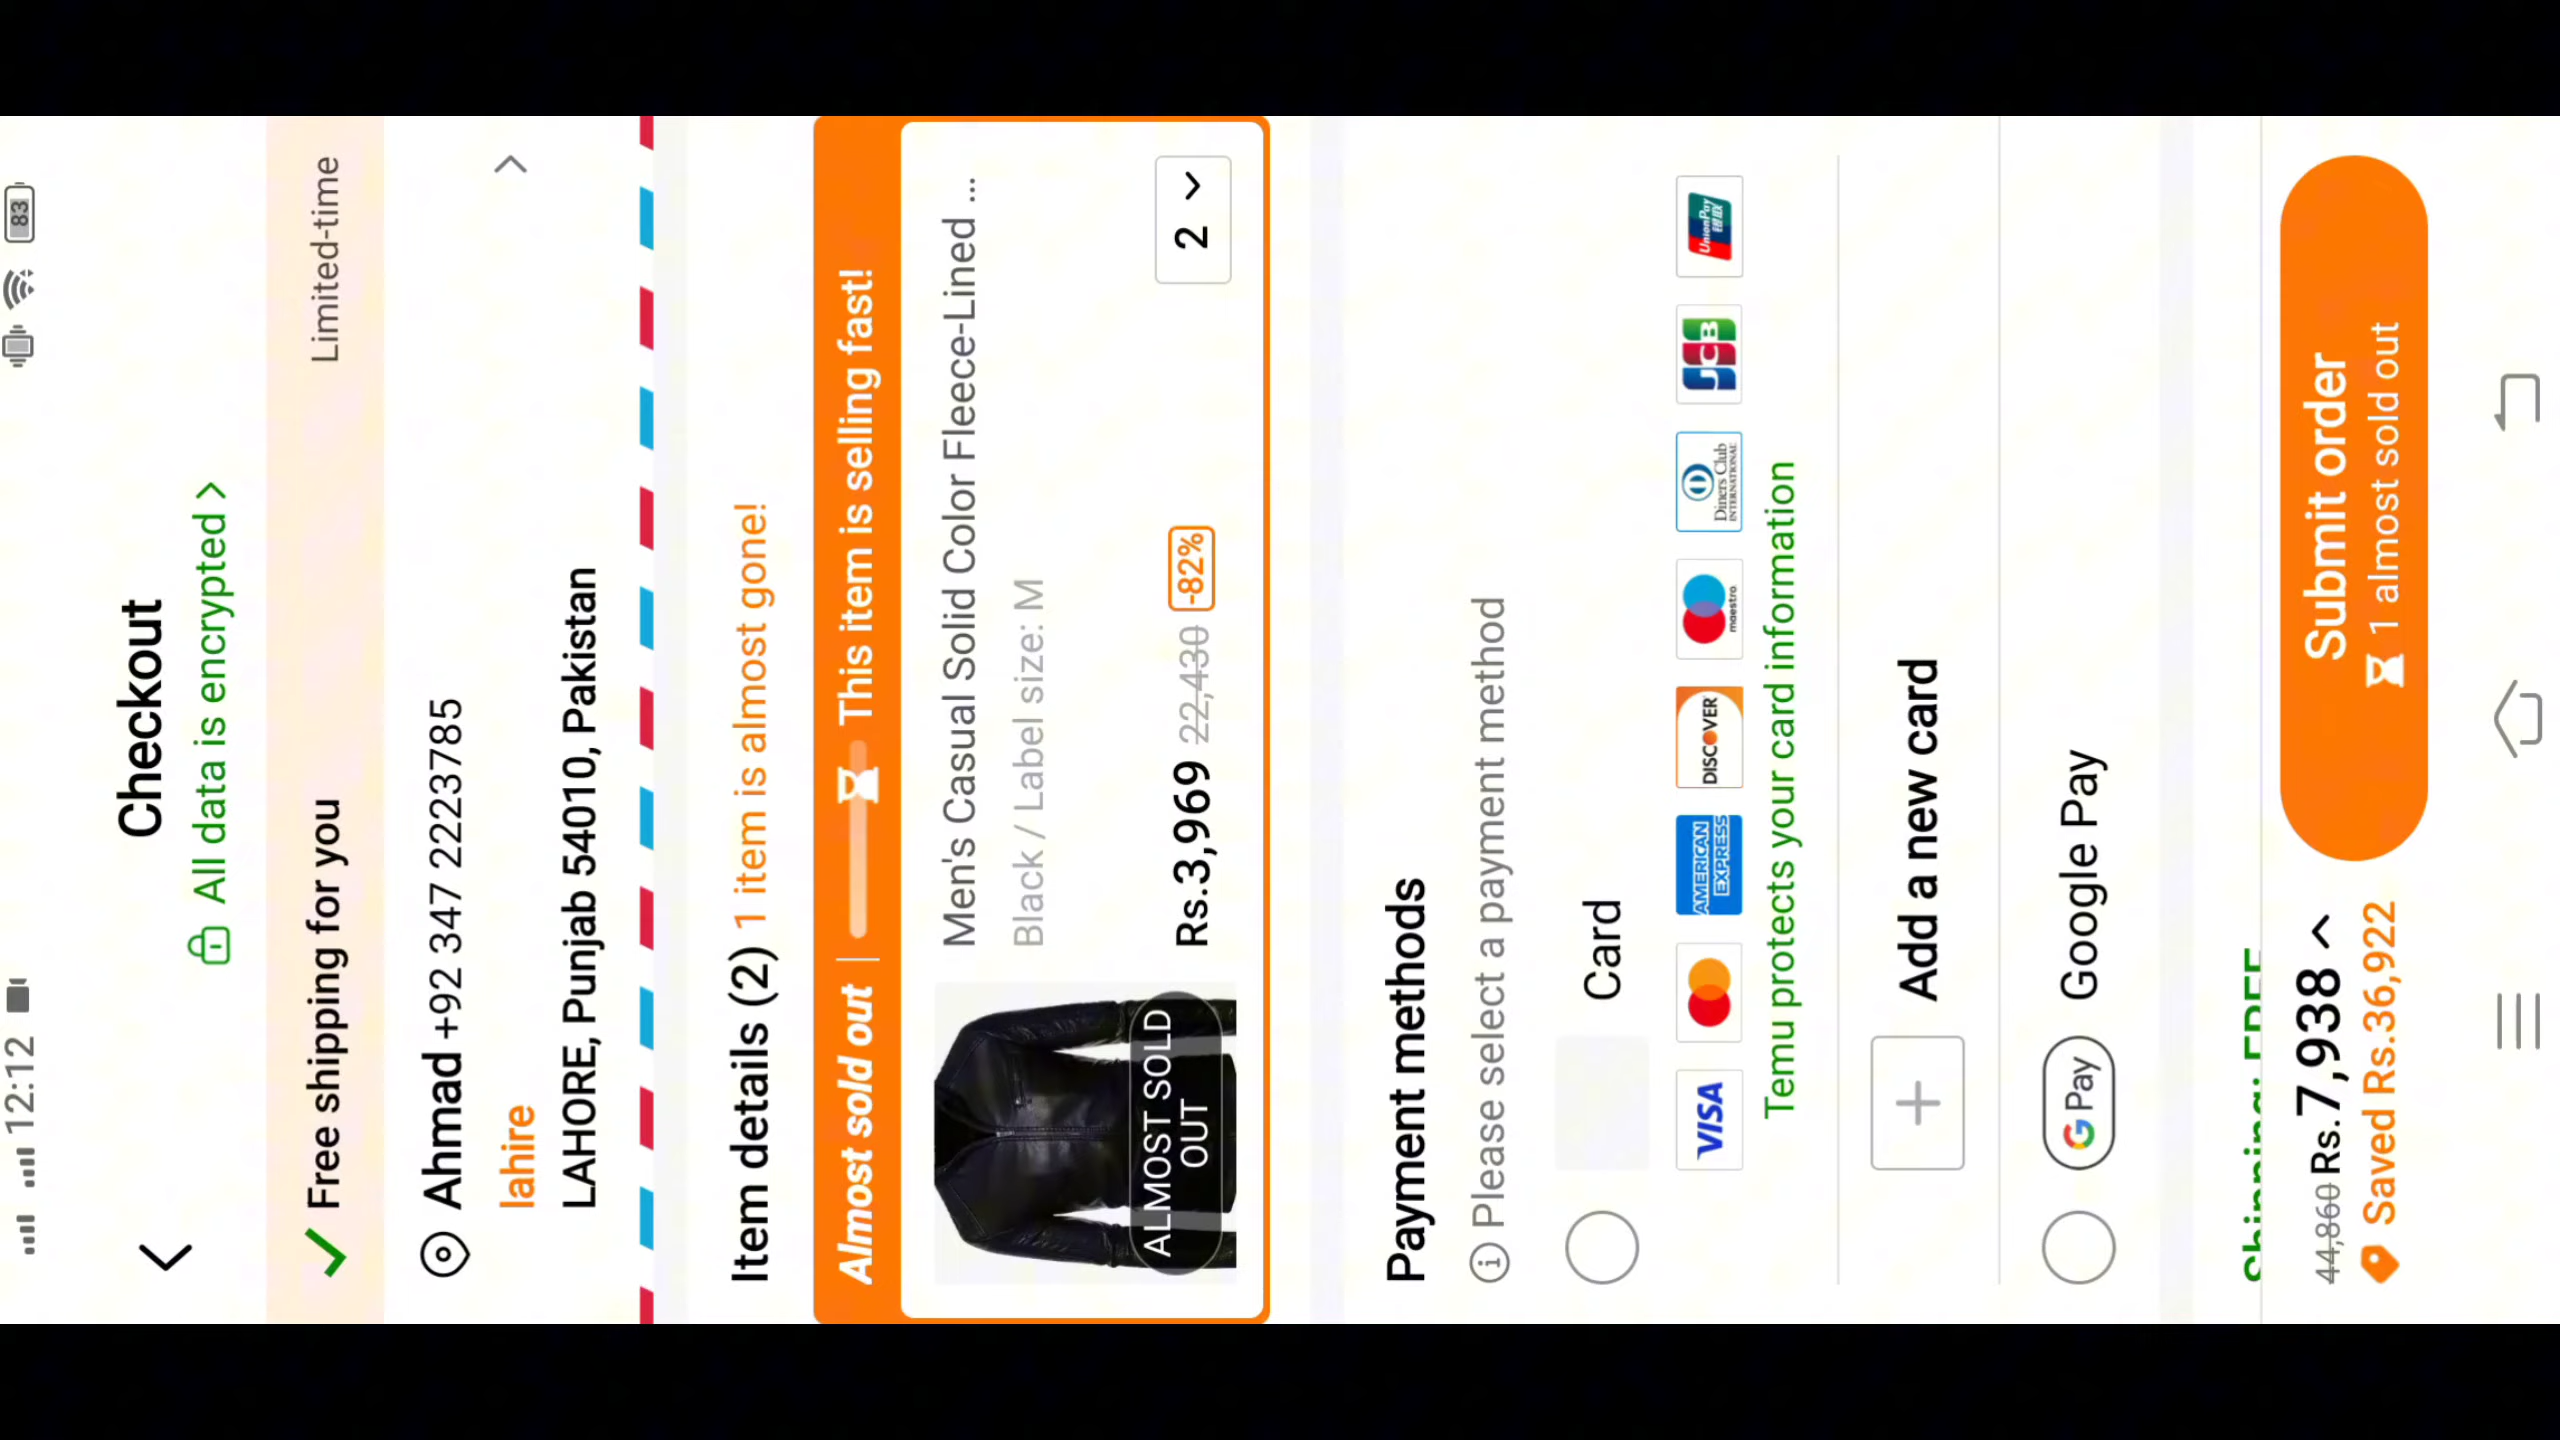 12:12
83
Checkout
All data is encrypted >
Free shipping for you
Limited-time
Ahmad +92 347 2223785
lahire
LAHORE, Punjab 54010, Pakistan
Item details (2) 1 item is almost gone!
Almost sold out | This item is selling fast!
ALMOST SOLD
OUT
Men's Casual Solid Color Fleece-Lined ...
Black / Label size: M
Rs.3,969 22,430 -82%
2
Payment methods
Please select a payment method
Card
VISA
AMERICAN
EXPRESS
DISCOVER
maestro
Diners Club
INTERNATIONAL
JCB
UnionPay
银联
Temu protects your card information
Add a new card
G Pay
Google Pay
Shipping: FREE
44,860 Rs.7,938
Saved Rs.36,922
Submit order
1 almost sold out